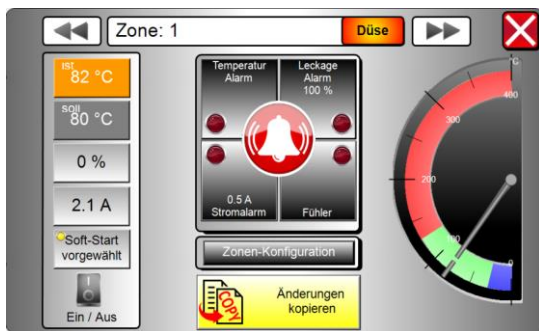 Zone: 1
Düse
ist
82 °C
soll
80 °C
0 %
2.1 A
Soft-Start
vorgewählt
Ein / Aus
Temperatur
Alarm
Leckage
Alarm
100 %
0.5 A
Stromalarm
Fühler
Zonen-Konfiguration
COPY
Änderungen
kopieren
°C
400
300
200
100
0